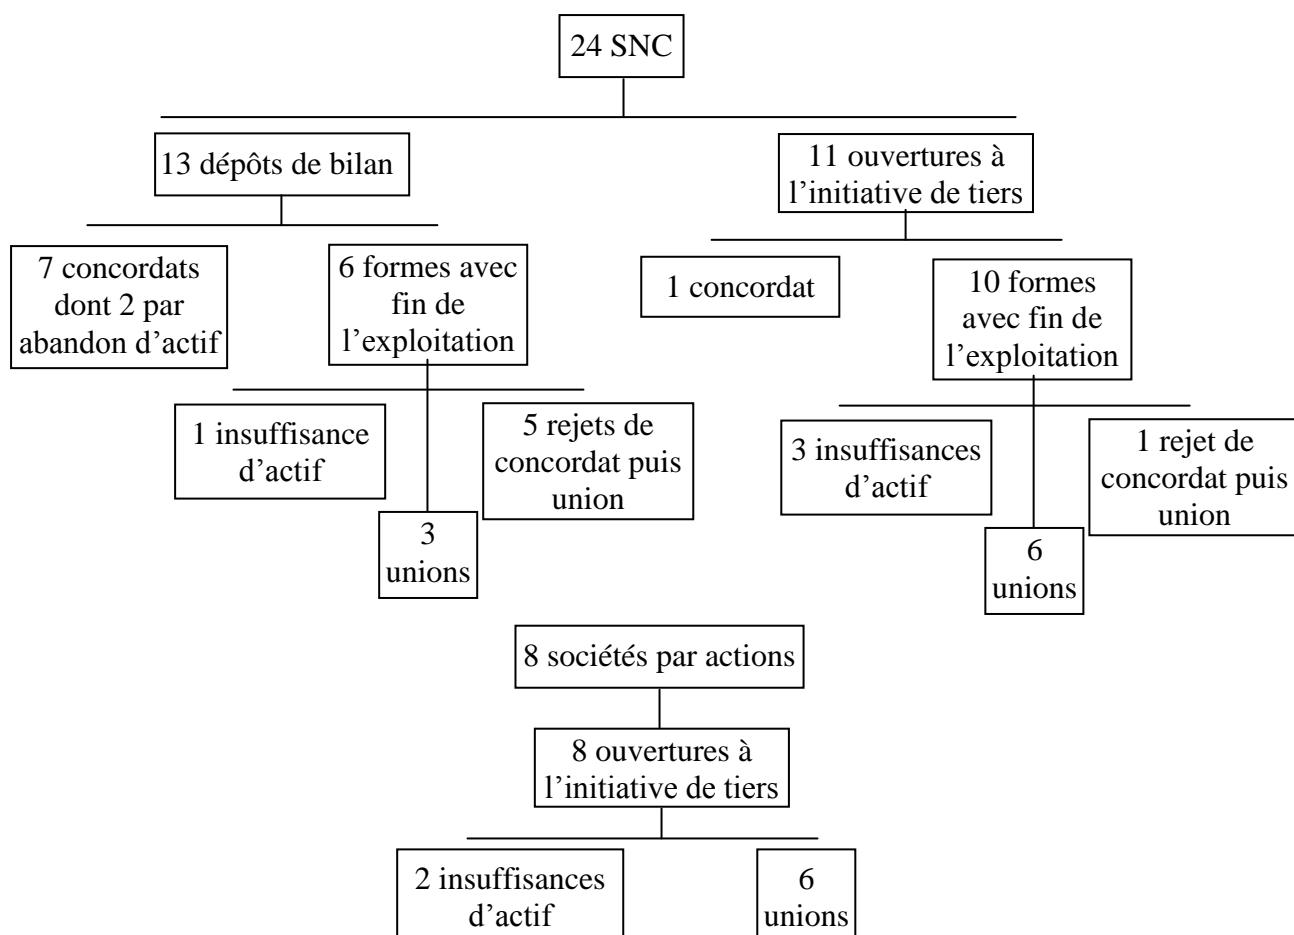 24 SNC
13 dépôts de bilan
11 ouvertures à
l’initiative de tiers
7 concordats
dont 2 par
abandon d’actif
6 formes avec
fin de
l’exploitation
1 concordat
10 formes
avec fin de
l’exploitation
1 insuffisance
d’actif
5 rejets de
concordat puis
union
3
unions
3 insuffisances
d’actif
1 rejet de
concordat puis
union
6
unions
8 sociétés par actions
8 ouvertures à
l’initiative de tiers
2 insuffisances
d’actif
6
unions